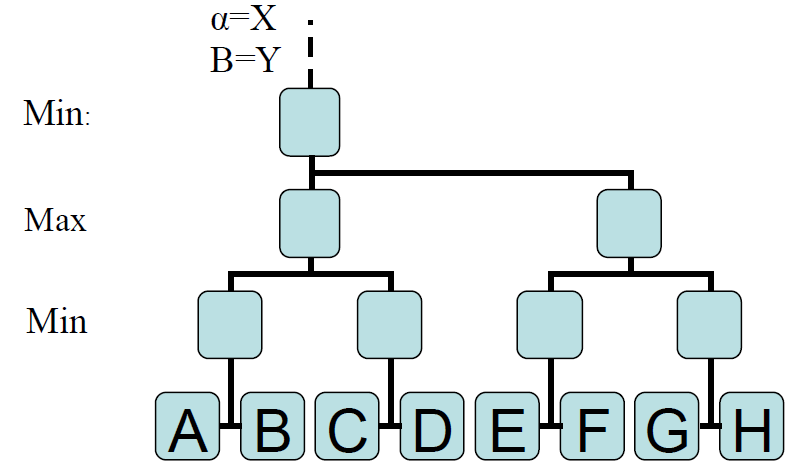 α=X
B=Y
Min:
Max
Min
A B C D E F G H